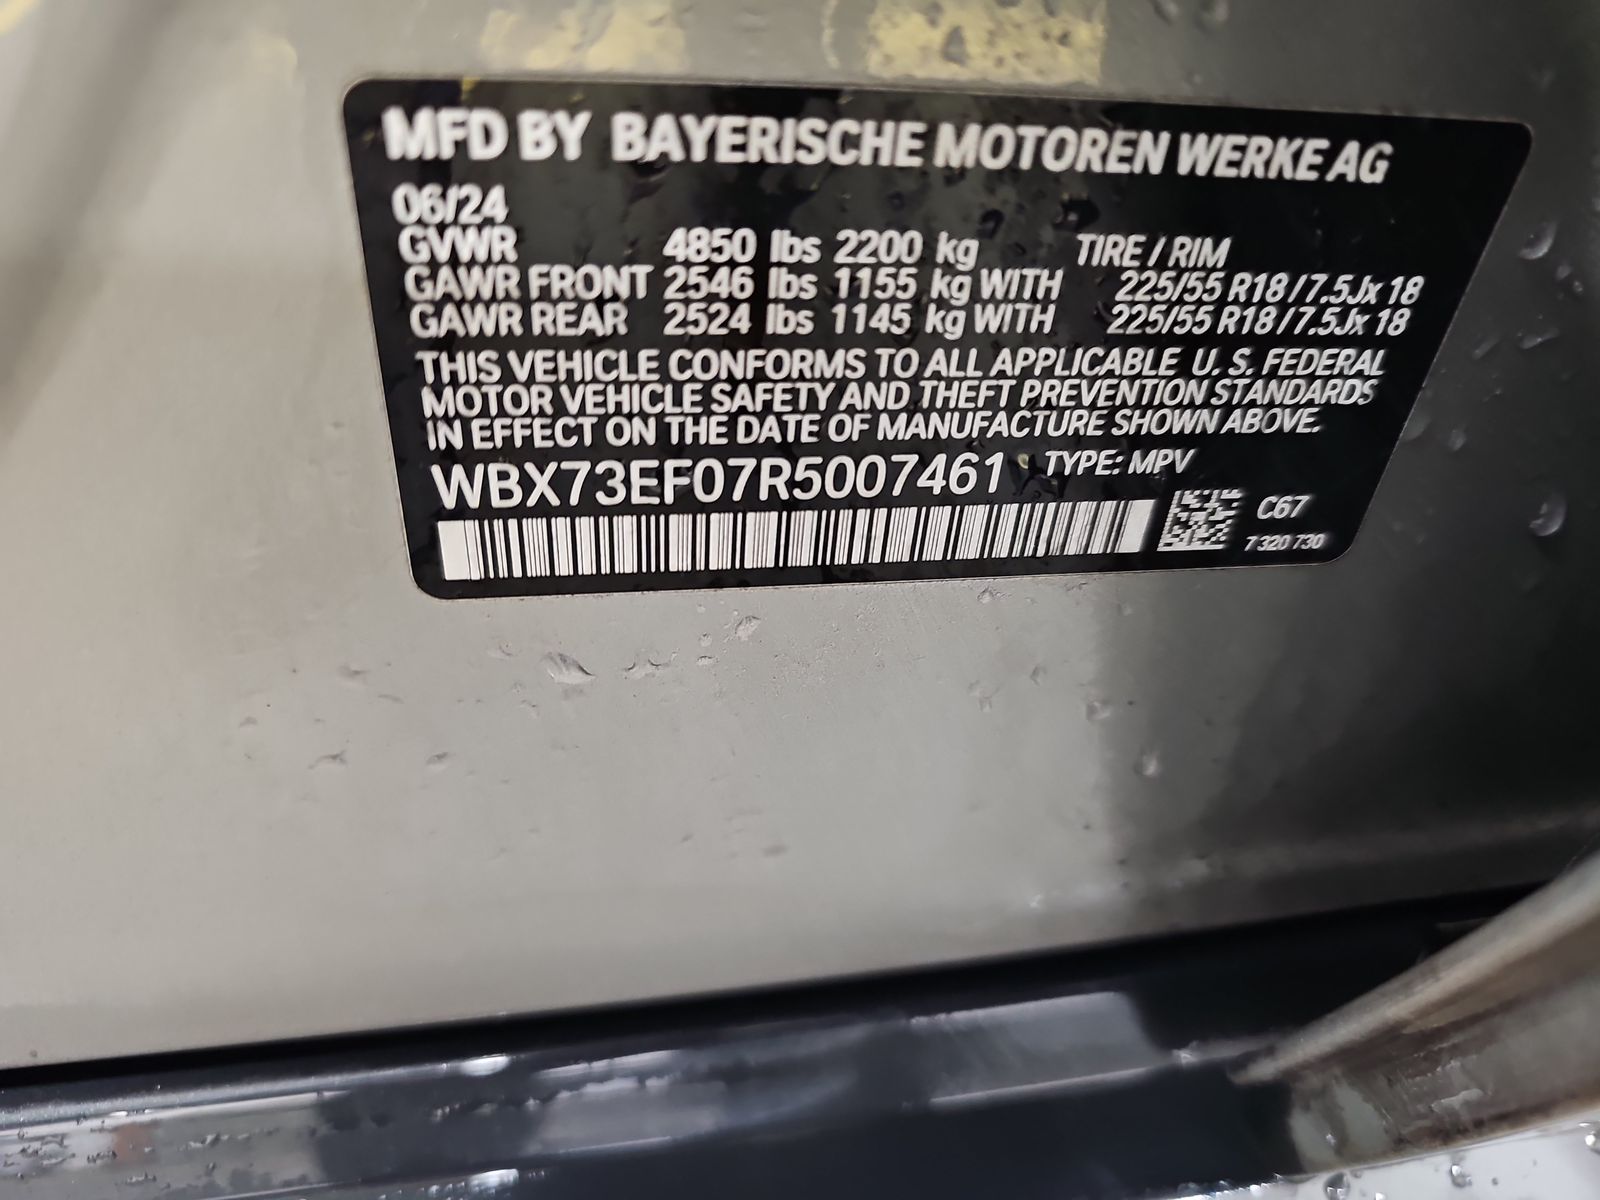 MFD BY BAYERISCHE MOTOREN WERKE AG
06/24
GVWR 4850 lbs 2200 kg TIRE / RIM
GAWR FRONT 2546 lbs 1155 kg WITH 225/55 R18 / 7.5Jx 18
GAWR REAR 2524 lbs 1145 kg WITH 225/55 R18 / 7.5Jx 18
THIS VEHICLE CONFORMS TO ALL APPLICABLE U. S. FEDERAL
MOTOR VEHICLE SAFETY AND THEFT PREVENTION STANDARDS
IN EFFECT ON THE DATE OF MANUFACTURE SHOWN ABOVE.
WBX73EF07R5007461 TYPE: MPV
C67
7 320 730